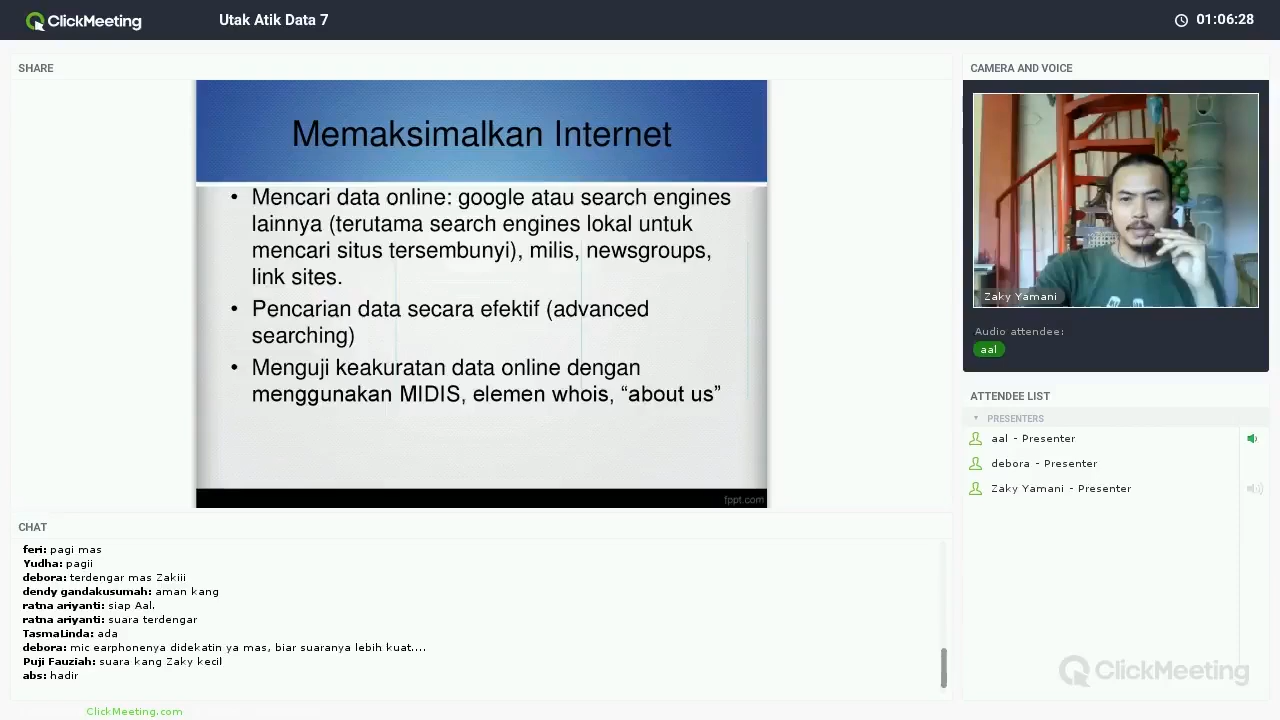 ClickMeeting
Utak Atik Data 7
01:06:28
SHARE
Memaksimalkan Internet
• Mencari data online: google atau search engines
lainnya (terutama search engines lokal untuk
mencari situs tersembunyi), milis, newsgroups,
link sites.
• Pencarian data secara efektif (advanced
searching)
• Menguji keakuratan data online dengan
menggunakan MIDIS, elemen whois, “about us”
fppt.com
CAMERA AND VOICE
Zaky Yamani
Audio attendee:
aal
ATTENDEE LIST
PRESENTERS
aal - Presenter
debora - Presenter
Zaky Yamani - Presenter
CHAT
feri: pagi mas
Yudha: pagii
debora: terdengar mas Zakiii
dendy gandakusumah: aman kang
ratna ariyanti: siap Aal.
ratna ariyanti: suara terdengar
TasmaLinda: ada
debora: mic earphonenya didekatin ya mas, biar suaranya lebih kuat....
Puji Fauziah: suara kang Zaky kecil
abs: hadir
ClickMeeting
ClickMeeting.com